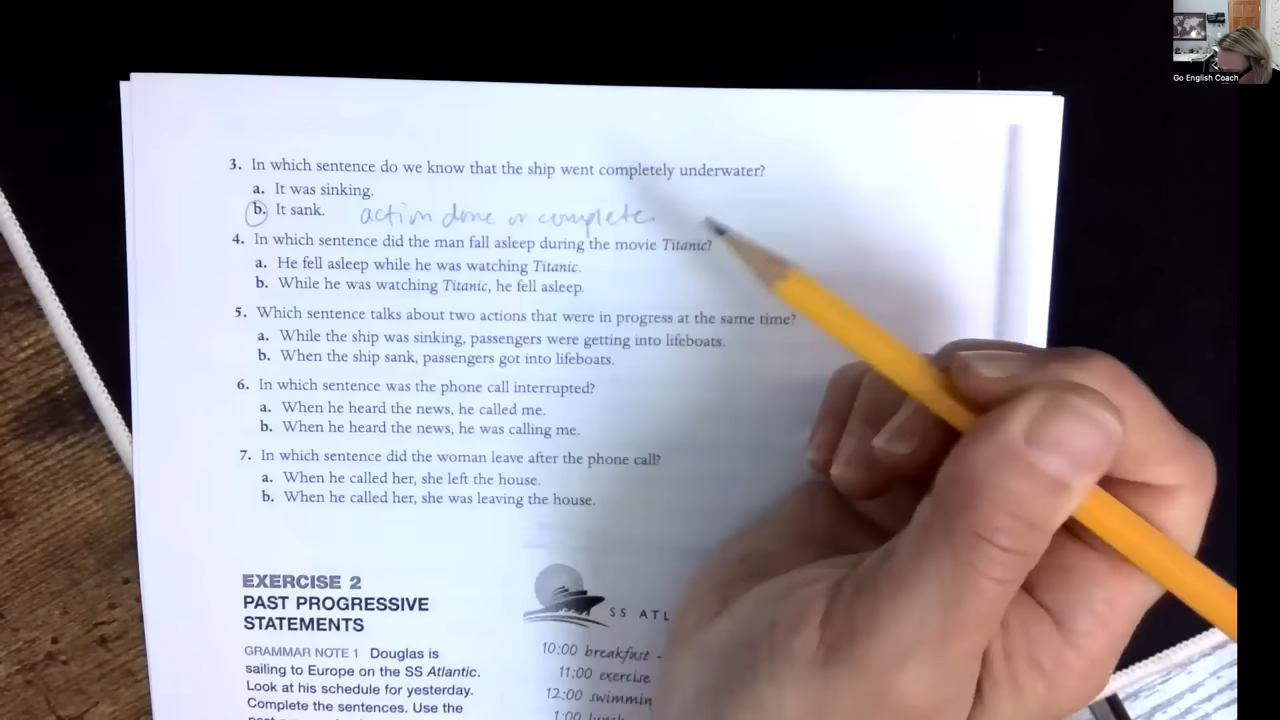 Go English Coach
3. In which sentence do we know that the ship went completely underwater?
a. It was sinking.
b. It sank. action done or complete.
4. In which sentence did the man fall asleep during the movie Titanic?
a. He fell asleep while he was watching Titanic.
b. While he was watching Titanic, he fell asleep.
5. Which sentence talks about two actions that were in progress at the same time?
a. While the ship was sinking, passengers were getting into lifeboats.
b. When the ship sank, passengers got into lifeboats.
6. In which sentence was the phone call interrupted?
a. When he heard the news, he called me.
b. When he heard the news, he was calling me.
7. In which sentence did the woman leave after the phone call?
a. When he called her, she left the house.
b. When he called her, she was leaving the house.
EXERCISE 2
PAST PROGRESSIVE
STATEMENTS
GRAMMAR NOTE 1 Douglas is
sailing to Europe on the SS Atlantic.
Look at his schedule for yesterday.
Complete the sentences. Use the
SS ATL
10:00 breakfast -
11:00 exercise
12:00 swimmin
1:00